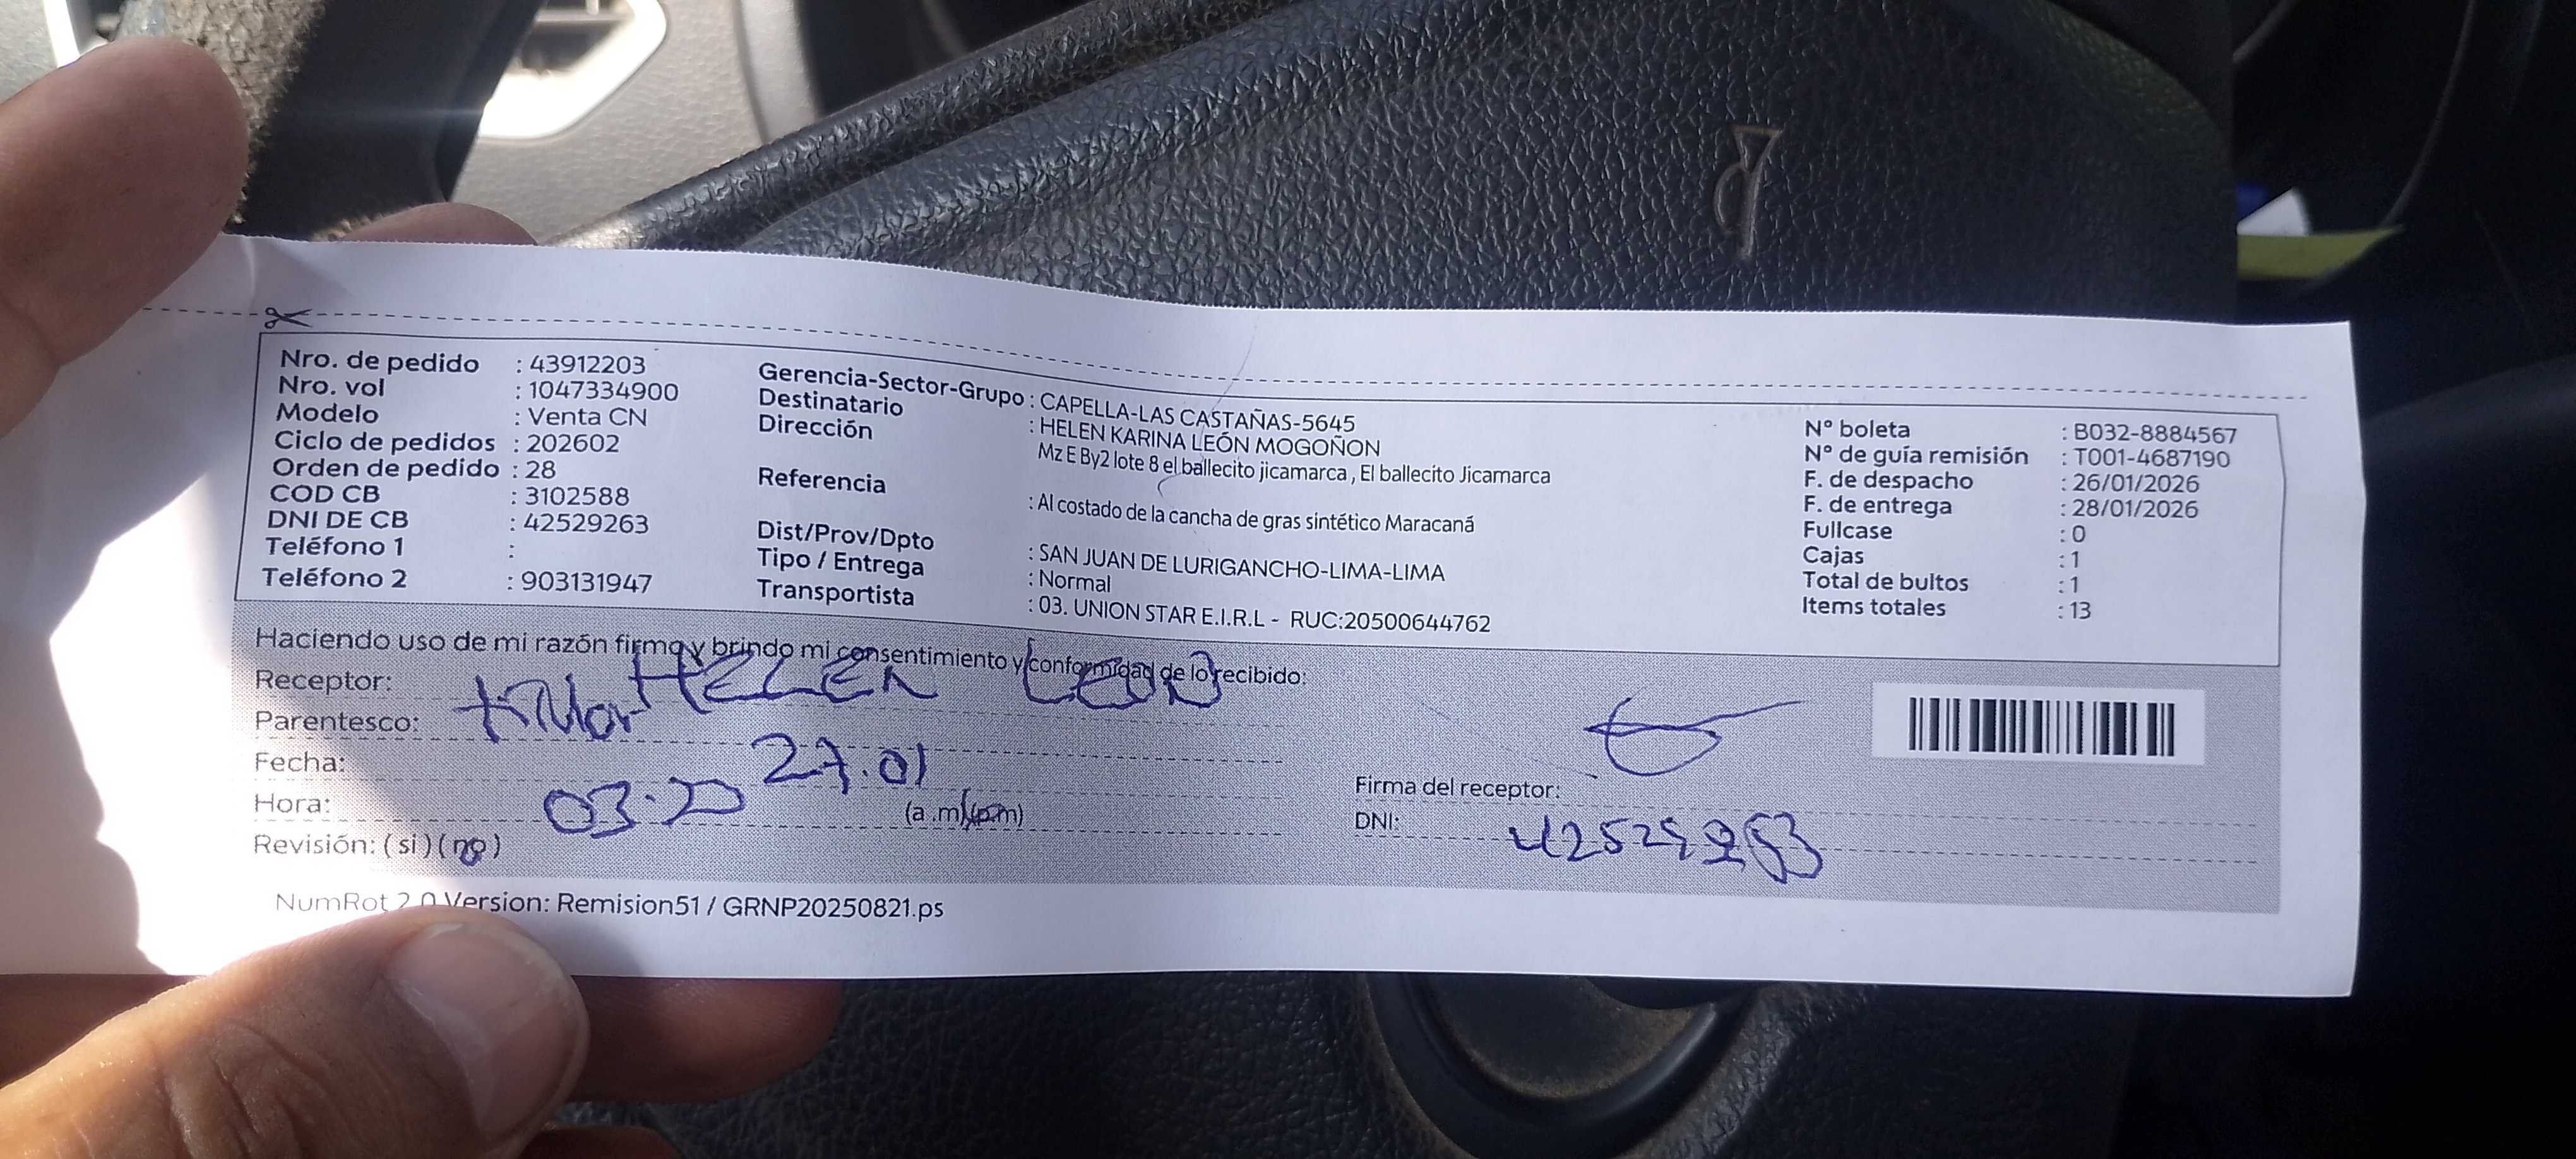 Nro. de pedido : 43912203
Nro. vol : 1047334900
Modelo : Venta CN
Ciclo de pedidos : 202602
Orden de pedido : 28
COD CB : 3102588
DNI DE CB : 42529263
Teléfono 1 :
Teléfono 2 : 903131947
Gerencia-Sector-Grupo : CAPELLA-LAS CASTAÑAS-5645
Destinatario : HELEN KARINA LEÓN MOGOÑON
Dirección Mz E By2 lote 8 el ballecito jicamarca , El ballecito Jicamarca
Referencia : Al costado de la cancha de gras sintético Maracaná
Dist/Prov/Dpto : SAN JUAN DE LURIGANCHO-LIMA-LIMA
Tipo / Entrega : Normal
Transportista : 03. UNION STAR E.I.R.L - RUC:20500644762
N° boleta : B032-8884567
N° de guía remisión : T001-4687190
F. de despacho : 26/01/2026
F. de entrega : 28/01/2026
Fullcase : 0
Cajas : 1
Total de bultos : 1
Items totales : 13
Haciendo uso de mi razón firmo y brindo mi consentimiento y conformidad de lo recibido:
Receptor: HELEN LEON
Parentesco:
Fecha: 27.01
Hora: 03:20 (a.m)(p.m)
Revisión: (si) (no)
Firma del receptor:
DNI: 42529263
NumRot 2.0 Version: Remision51 / GRNP20250821.ps